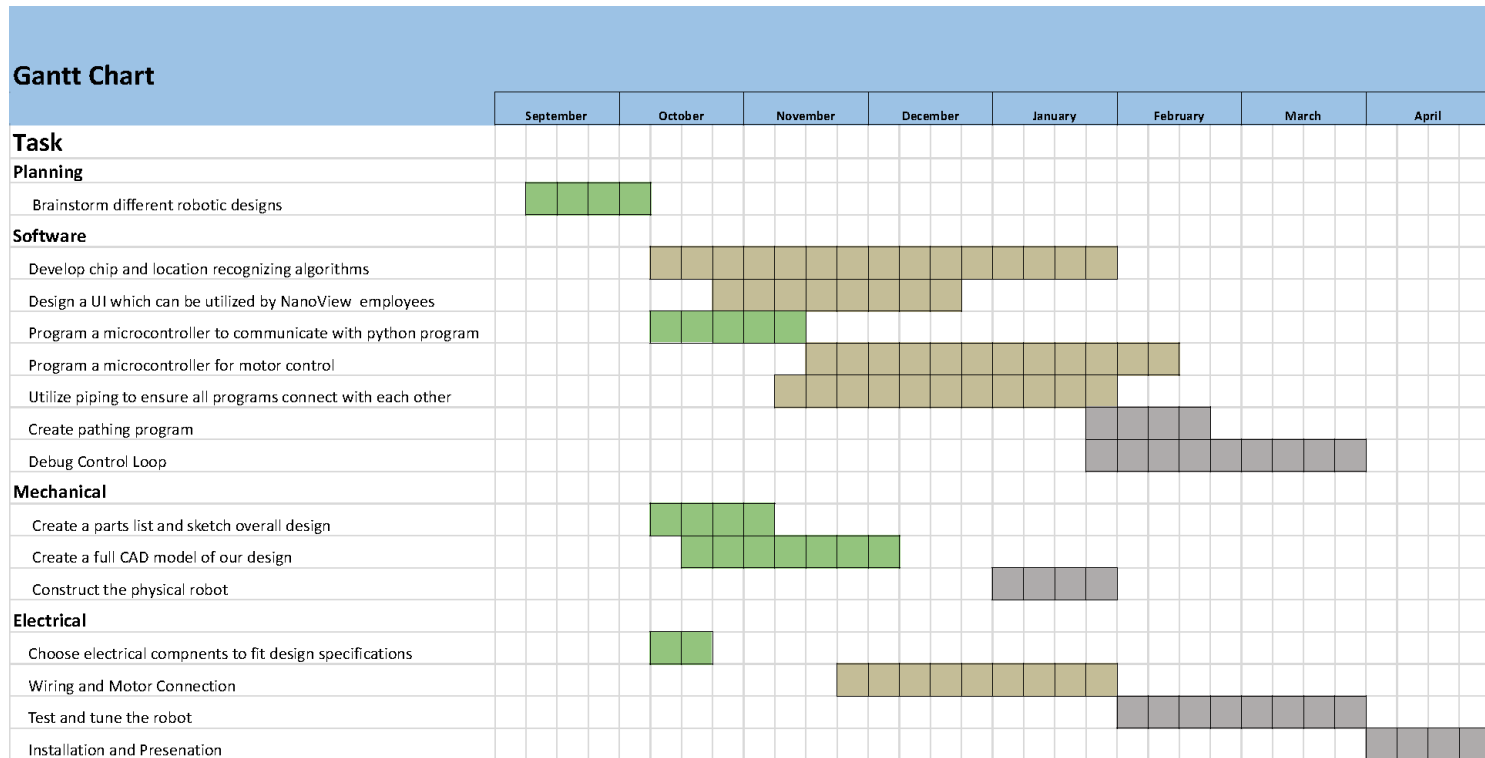 Gantt Chart
September October November December January February March April
Task
Planning
Brainstorm different robotic designs
Software
Develop chip and location recognizing algorithms
Design a UI which can be utilized by NanoView employees
Program a microcontroller to communicate with python program
Program a microcontroller for motor control
Utilize piping to ensure all programs connect with each other
Create pathing program
Debug Control Loop
Mechanical
Create a parts list and sketch overall design
Create a full CAD model of our design
Construct the physical robot
Electrical
Choose electrical compnents to fit design specifications
Wiring and Motor Connection
Test and tune the robot
Installation and Presenation